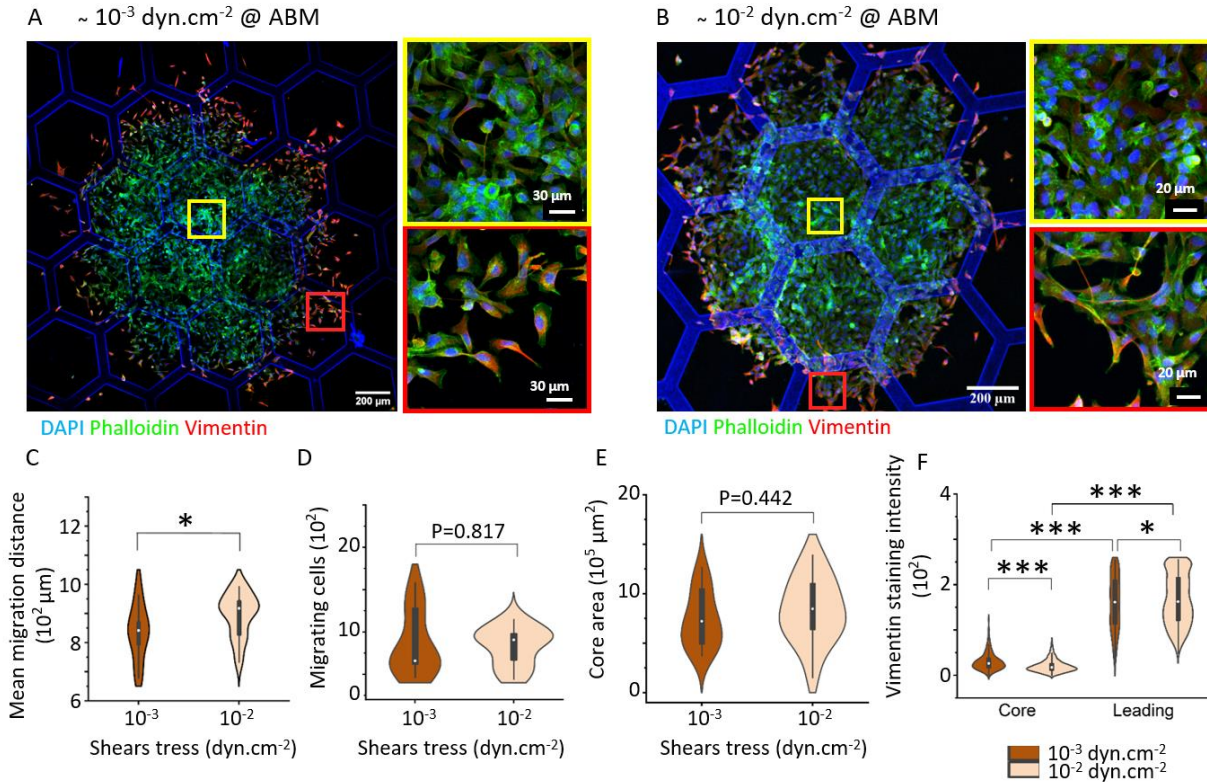 A ~ 10⁻³ dyn.cm⁻² @ ABM
B ~ 10⁻² dyn.cm⁻² @ ABM
30 µm
30 µm
200 µm
20 µm
20 µm
200 µm
DAPI Phalloidin Vimentin
DAPI Phalloidin Vimentin
C
Mean migration distance
(10² µm)
12
10
8
6
*
10⁻³ 10⁻²
Shears tress (dyn.cm⁻²)
D
Migrating cells (10²)
20
10
0
P=0.817
10⁻³ 10⁻²
Shears tress (dyn.cm⁻²)
E
Core area (10⁵ µm²)
20
10
0
P=0.442
10⁻³ 10⁻²
Shears tress (dyn.cm⁻²)
F
Vimentin staining intensity
(10²)
4
2
0
***
***
***
*
Core Leading
10⁻³ dyn.cm⁻²
10⁻² dyn.cm⁻²